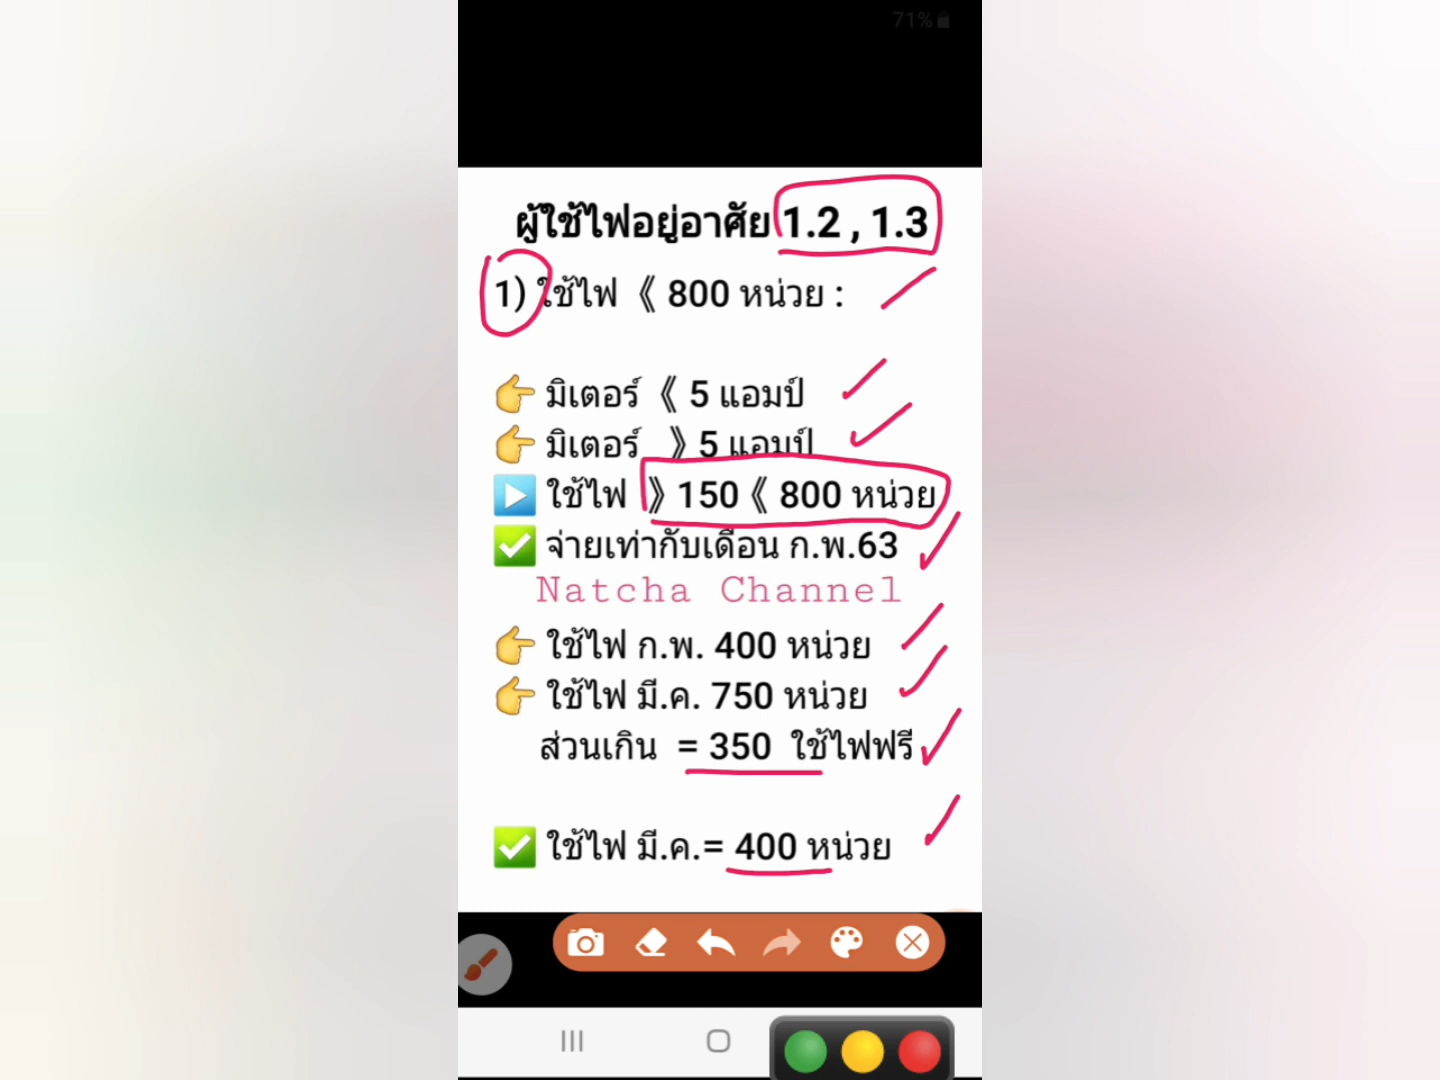 71%
ผู้ใช้ไฟอยู่อาศัย 1.2 , 1.3
1) ใช้ไฟ 《 800 หน่วย :
👉 มิเตอร์ 《 5 แอมป์
👉 มิเตอร์ 》5 แอมป์
▶️ ใช้ไฟ 》150 《 800 หน่วย
✅ จ่ายเท่ากับเดือน ก.พ.63
Natcha Channel
👉 ใช้ไฟ ก.พ. 400 หน่วย
👉 ใช้ไฟ มี.ค. 750 หน่วย
ส่วนเกิน = 350 ใช้ไฟฟรี
✅ ใช้ไฟ มี.ค.= 400 หน่วย